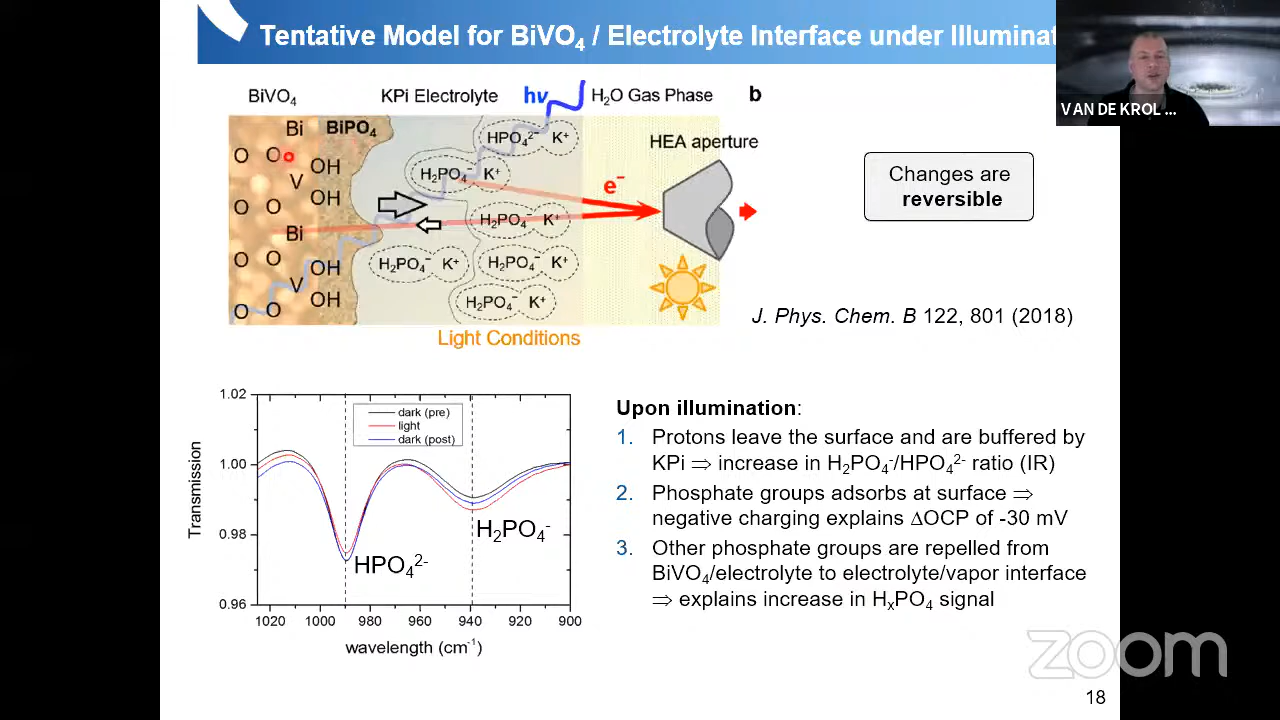 Tentative Model for BiVO₄ / Electrolyte Interface under Illuminat
VAN DE KROL ...
BiVO₄
KPi Electrolyte
hν
H₂O Gas Phase
b
Bi
BiPO₄
HPO₄²⁻ K⁺
HEA aperture
O O
OH
H₂PO₄⁻ K⁺
V
e⁻
OH
O O
H₂PO₄⁻ K⁺
Bi
O O
OH
H₂PO₄⁻ K⁺
H₂PO₄⁻ K⁺
V
OH
H₂PO₄⁻ K⁺
O O
Light Conditions
Changes are
reversible
J. Phys. Chem. B 122, 801 (2018)
1.02
1.00
0.98
0.96
Transmission
dark (pre)
light
dark (post)
HPO₄²⁻
H₂PO₄⁻
1020 1000 980 960 940 920 900
wavelength (cm⁻¹)
Upon illumination:
1. Protons leave the surface and are buffered by
KPi ⇒ increase in H₂PO₄⁻/HPO₄²⁻ ratio (IR)
2. Phosphate groups adsorbs at surface ⇒
negative charging explains ΔOCP of -30 mV
3. Other phosphate groups are repelled from
BiVO₄/electrolyte to electrolyte/vapor interface
⇒ explains increase in HₓPO₄ signal
zoom
18